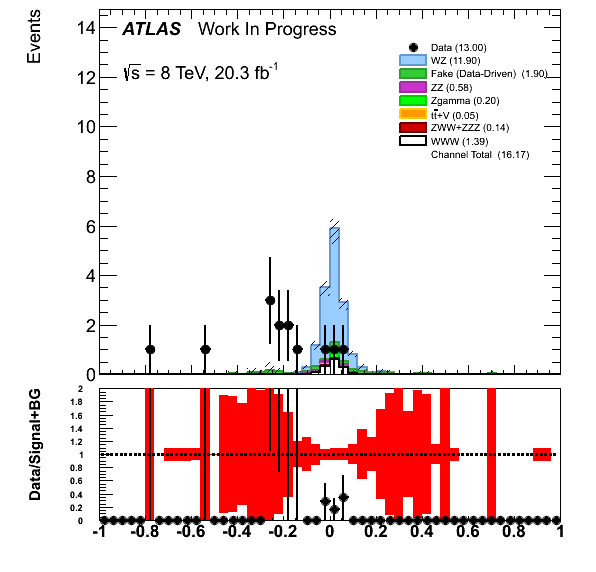 ATLAS Work In Progress
√s = 8 TeV, 20.3 fb-1
Events
14
12
10
8
6
4
2
0
Data (13.00)
WZ (11.90)
Fake (Data-Driven) (1.90)
ZZ (0.58)
Zgamma (0.20)
tt̄+V (0.05)
ZWW+ZZZ (0.14)
WWW (1.39)
Channel Total (16.17)
Data/Signal+BG
2
1.8
1.6
1.4
1.2
1
0.8
0.6
0.4
0.2
0
-1 -0.8 -0.6 -0.4 -0.2 0 0.2 0.4 0.6 0.8 1